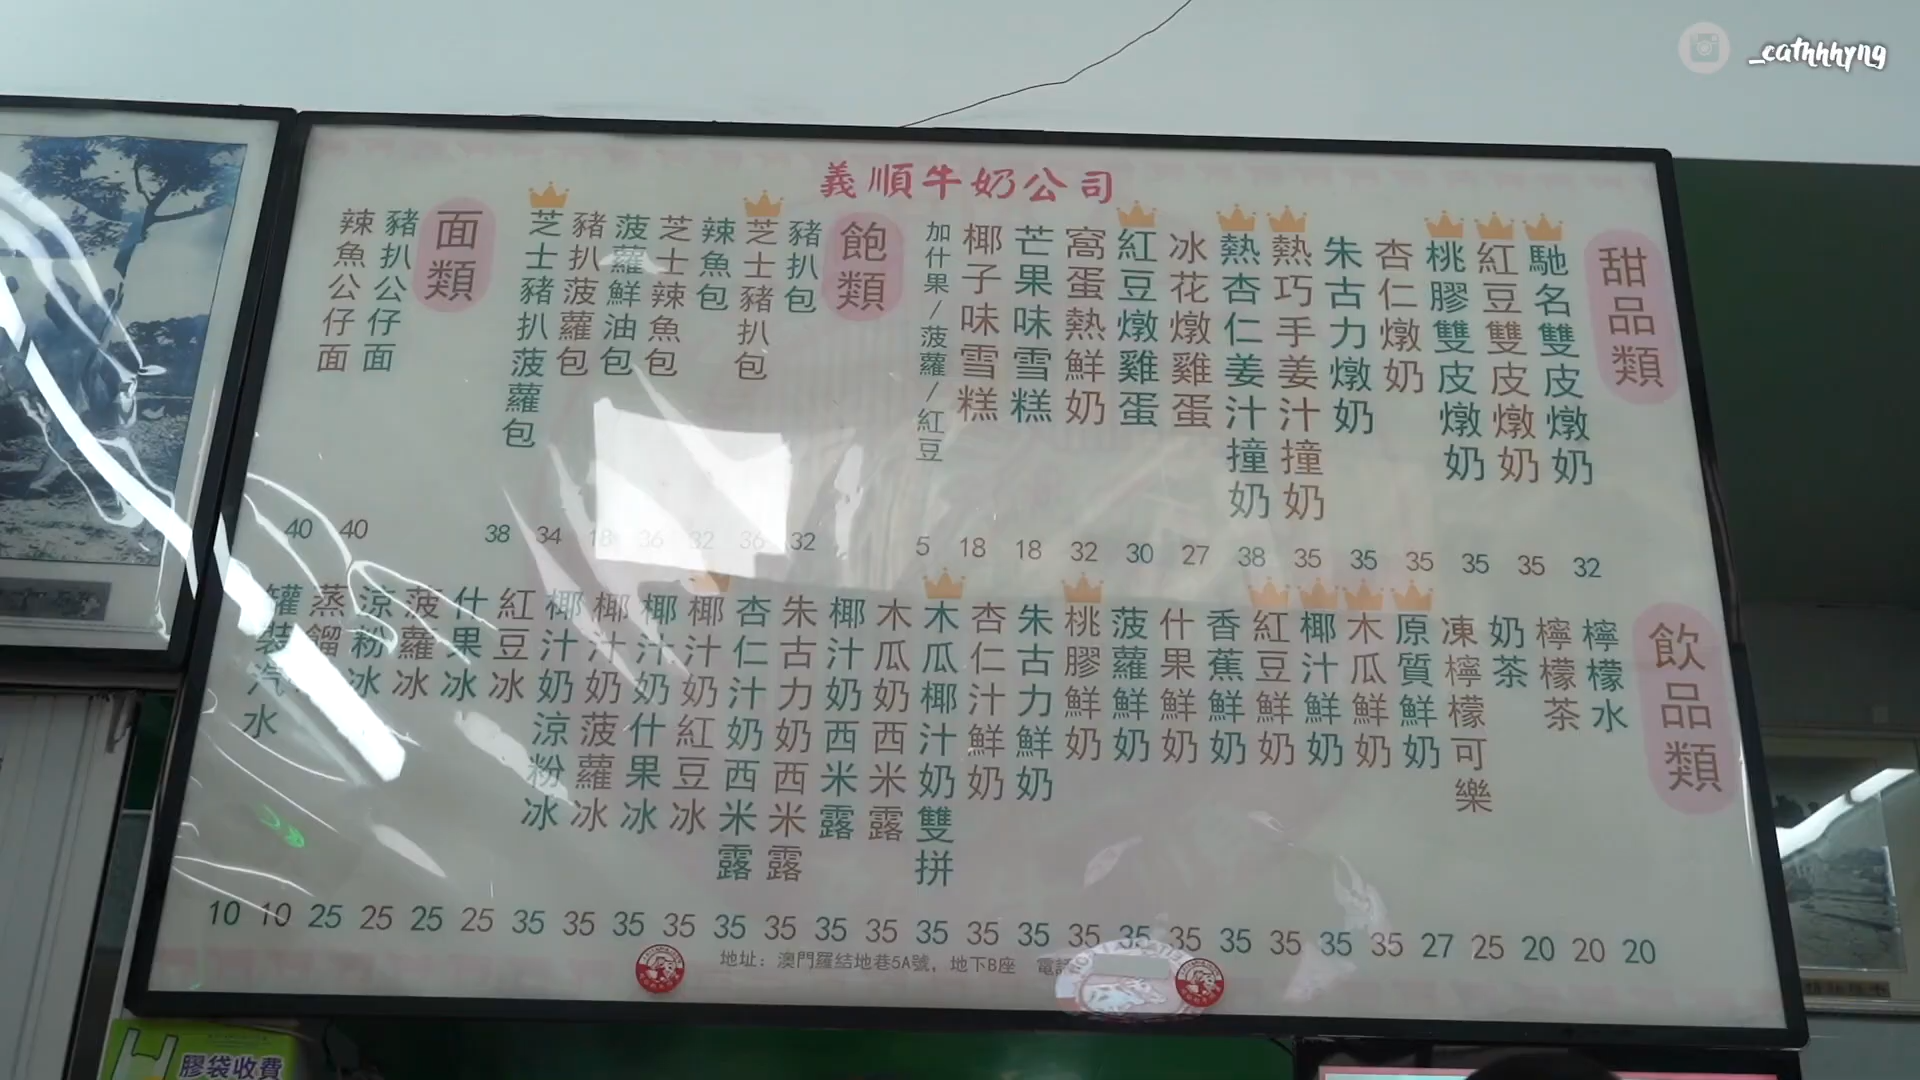 _cathhhyng
義順牛奶公司
甜品類
馳名雙皮燉奶 32
紅豆雙皮燉奶 35
桃膠雙皮燉奶 35
杏仁燉奶 35
朱古力燉奶 35
熱巧手姜汁撞奶 35
熱杏仁姜汁撞奶 38
冰花燉雞蛋 27
紅豆燉雞蛋 30
窩蛋熱鮮奶 32
芒果味雪糕 18
椰子味雪糕 18
加什果/菠蘿/紅豆 5
飽類
豬扒包 32
芝士豬扒包 36
辣魚包 32
芝士辣魚包 36
菠蘿鮮油包 18
豬扒菠蘿包 34
芝士豬扒菠蘿包 38
面類
豬扒公仔面 40
辣魚公仔面 40
飲品類
檸檬水 20
檸檬茶 20
奶茶 20
凍檸檬可樂 25
原質鮮奶 27
木瓜鮮奶 35
椰汁鮮奶 35
紅豆鮮奶 35
香蕉鮮奶 35
什果鮮奶 35
菠蘿鮮奶 35
桃膠鮮奶 35
朱古力鮮奶 35
杏仁汁鮮奶 35
木瓜椰汁奶雙拼 35
木瓜奶西米露 35
椰汁奶西米露 35
朱古力奶西米露 35
杏仁汁奶西米露 35
椰汁奶紅豆冰 35
椰汁奶什果冰 35
椰汁奶菠蘿冰 35
椰汁奶涼粉冰 35
紅豆冰 25
什果冰 25
菠蘿冰 25
涼粉冰 25
蒸餾 10
罐裝汽水 10
地址：澳門羅結地巷5A號，地下B座 電話
膠袋收費